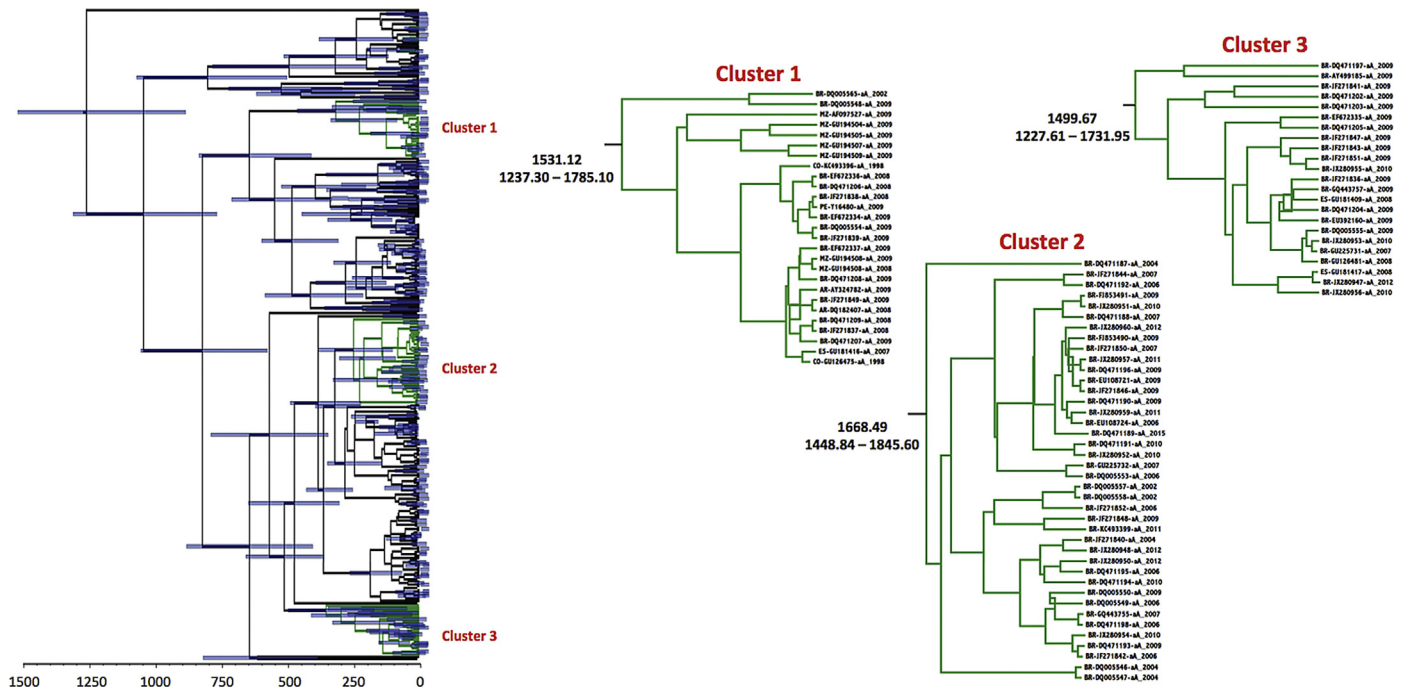 Cluster 1
Cluster 2
Cluster 3
1500
1250
1000
750
500
250
0
Cluster 1
1531.12
1237.30 – 1785.10
BR-DQ005565-aA_2002
BR-DQ005548-aA_2009
MZ-AF097527-aA_2009
MZ-GU194504-aA_2009
MZ-GU194505-aA_2009
MZ-GU194507-aA_2009
MZ-GU194509-aA_2009
CO-KC493396-aA_1998
BR-EF672336-aA_2008
BR-DQ471206-aA_2008
BR-JF271838-aA_2008
PE-T16480-aA_2009
BR-EF672334-aA_2009
BR-DQ005554-aA_2009
BR-JF271839-aA_2009
BR-EF672337-aA_2009
MZ-GU194508-aA_2009
MZ-GU194508-aA_2008
BR-DQ471208-aA_2009
AR-AT324782-aA_2009
BR-JF271849-aA_2009
AR-DQ182607-aA_2008
BR-DQ471209-aA_2008
BR-JF271837-aA_2008
BR-DQ471207-aA_2009
ES-GU181416-aA_2007
CO-GU126475-aA_1998
Cluster 2
1668.49
1448.84 – 1845.60
BR-DQ471187-aA_2004
BR-JF271844-aA_2007
BR-DQ471192-aA_2006
BR-FJ853491-aA_2009
BR-JX280951-aA_2010
BR-DQ471188-aA_2007
BR-JX280960-aA_2012
BR-FJ853490-aA_2009
BR-JF271850-aA_2007
BR-JX280957-aA_2011
BR-DQ471196-aA_2009
BR-EU108721-aA_2009
BR-JF271846-aA_2009
BR-DQ471190-aA_2009
BR-JX280959-aA_2011
BR-EU108724-aA_2006
BR-DQ471189-aA_2015
BR-DQ471191-aA_2010
BR-JX280952-aA_2010
BR-GU225732-aA_2007
BR-DQ005553-aA_2006
BR-DQ005557-aA_2002
BR-DQ005558-aA_2002
BR-JF271852-aA_2006
BR-JF271848-aA_2009
BR-KC493399-aA_2011
BR-JF271840-aA_2004
BR-JX280948-aA_2012
BR-JX280950-aA_2012
BR-DQ471195-aA_2006
BR-DQ471194-aA_2010
BR-DQ005550-aA_2009
BR-DQ005549-aA_2006
BR-GQ443755-aA_2007
BR-DQ471198-aA_2006
BR-JX280954-aA_2010
BR-DQ471193-aA_2009
BR-JF271842-aA_2006
BR-DQ005546-aA_2004
BR-DQ005547-aA_2004
Cluster 3
1499.67
1227.61 – 1731.95
BR-DQ471197-aA_2009
BR-AT499185-aA_2009
BR-JF271841-aA_2009
BR-DQ471202-aA_2009
BR-DQ471203-aA_2009
BR-EF672335-aA_2009
BR-DQ471205-aA_2009
BR-JF271847-aA_2009
BR-JF271843-aA_2009
BR-JF271851-aA_2009
BR-JX280955-aA_2010
BR-JF271836-aA_2009
BR-GQ443757-aA_2009
ES-GU181409-aA_2008
BR-DQ471204-aA_2009
BR-EU392160-aA_2009
BR-DQ005555-aA_2009
BR-JX280953-aA_2010
BR-GU225731-aA_2007
BR-GU126481-aA_2008
ES-GU181417-aA_2008
BR-JX280947-aA_2012
BR-JX280956-aA_2010